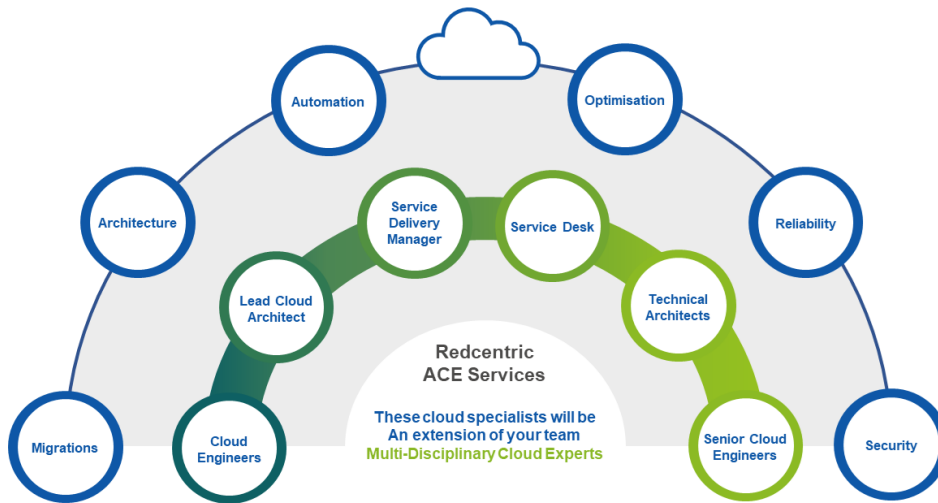 Automation
Optimisation
Architecture
Service
Delivery
Manager
Service Desk
Reliability
Lead Cloud
Architect
Technical
Architects
Redcentric
ACE Services
These cloud specialists will be
An extension of your team
Multi-Disciplinary Cloud Experts
Migrations
Cloud
Engineers
Senior Cloud
Engineers
Security